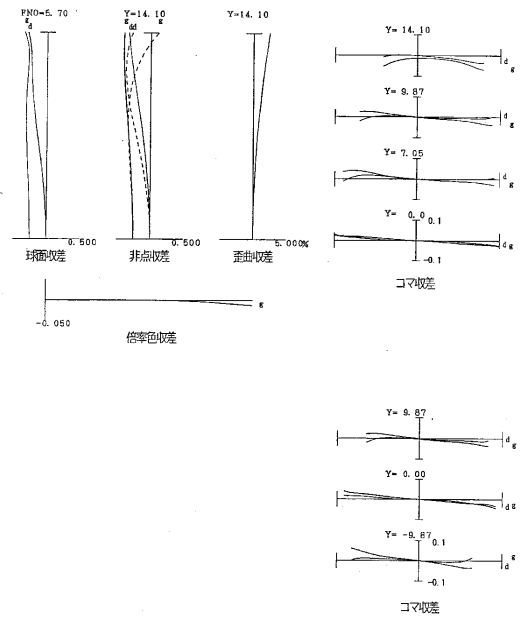 FNO=5.70
g d
Y=14.10
g dd g
Y=14.10
0.500
球面収差
0.500
非点収差
5.000%
歪曲収差
g
-0.050
倍率色収差
Y= 14.10
d g
Y= 9.87
d g
Y= 7.05
d g
Y= 0.0
0.1
d g
-0.1
コマ収差
Y= 9.87
d g
Y= 0.00
d g
Y= -9.87
0.1
g d
-0.1
コマ収差